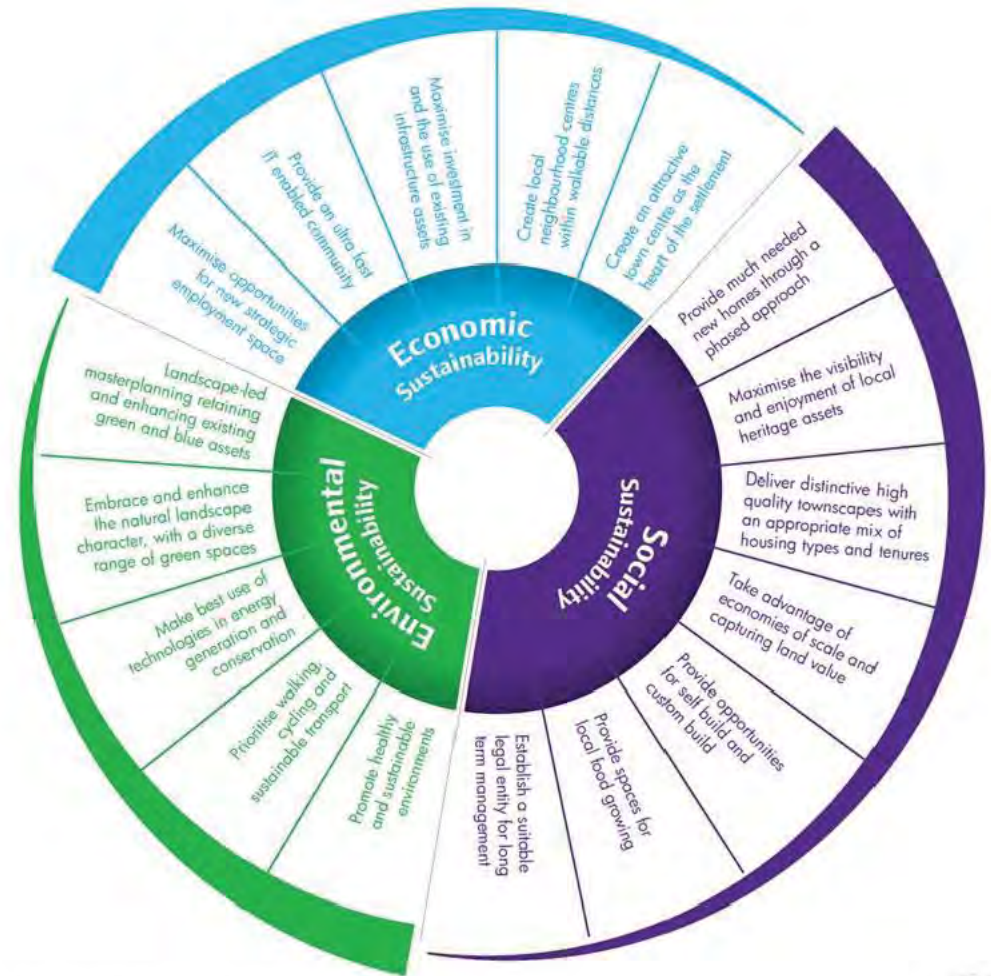 Economic
Sustainability
Maximise opportunities
for new strategic
employment space
Provide an ultra fast
IT enabled community
Maximise investment in
and the use of existing
infrastructure assets
Create local
neighbourhood centres
within walkable distances
Create an attractive
town centre as the
heart of the settlement
Social
Sustainability
Provide much needed
new homes through a
phased approach
Maximise the visibility
and enjoyment of local
heritage assets
Deliver distinctive high
quality townscapes with
an appropriate mix of
housing types and tenures
Take advantage of
economies of scale and
capturing land value
Provide opportunities
for self build and
custom build
Provide spaces for
local food growing
Establish a suitable
legal entity for long
term management
Environmental
Sustainability
Landscape-led
masterplanning retaining
and enhancing existing
green and blue assets
Embrace and enhance
the natural landscape
character, with a diverse
range of green spaces
Make best use of
technologies in energy
generation and
conservation
Prioritise walking,
cycling and
sustainable transport
Promote healthy
and sustainable
environments